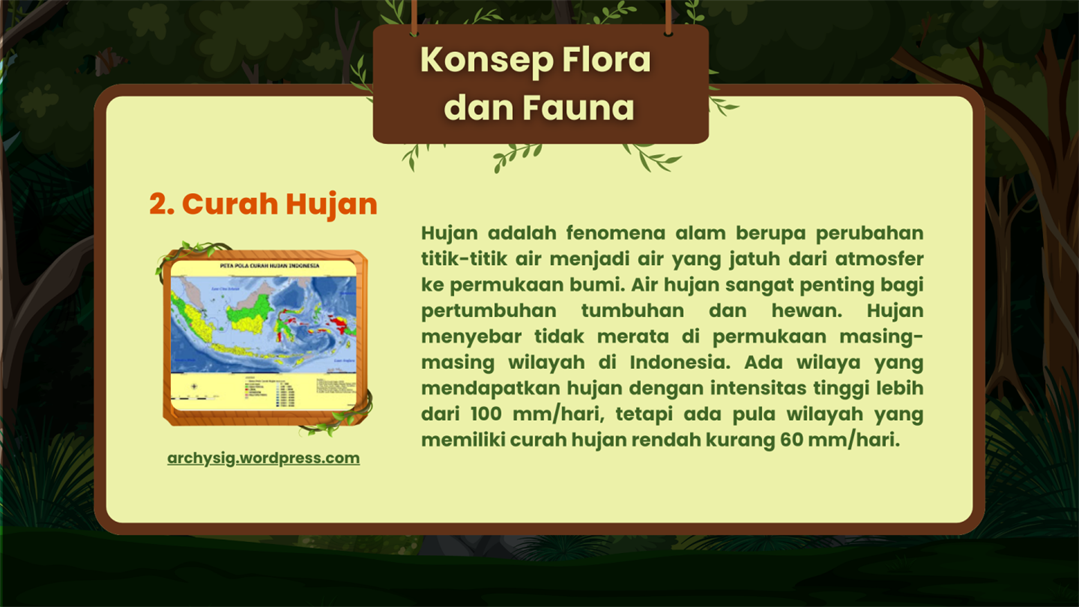 Konsep Flora
dan Fauna
2. Curah Hujan
PETA POLA CURAH HUJAN INDONESIA
archysig.wordpress.com
Hujan adalah fenomena alam berupa perubahan
titik-titik air menjadi air yang jatuh dari atmosfer
ke permukaan bumi. Air hujan sangat penting bagi
pertumbuhan tumbuhan dan hewan. Hujan
menyebar tidak merata di permukaan masing-
masing wilayah di Indonesia. Ada wilaya yang
mendapatkan hujan dengan intensitas tinggi lebih
dari 100 mm/hari, tetapi ada pula wilayah yang
memiliki curah hujan rendah kurang 60 mm/hari.